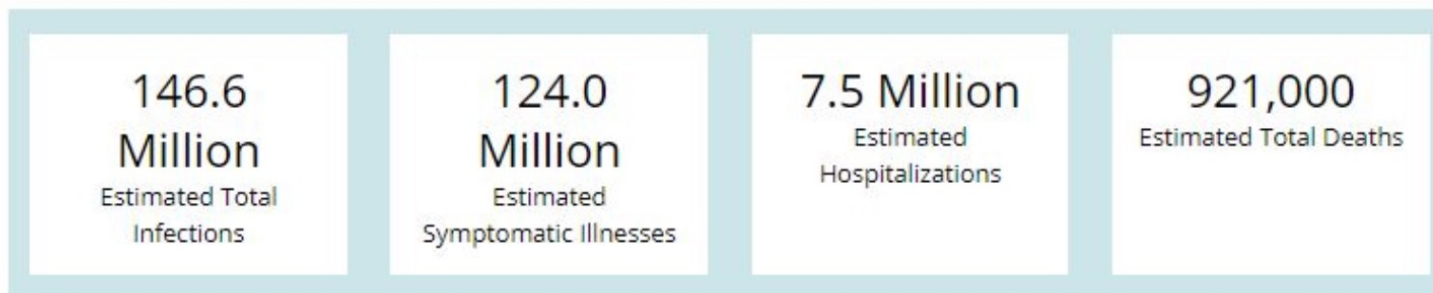 146.6
Million
Estimated Total
Infections
124.0
Million
Estimated
Symptomatic Illnesses
7.5 Million
Estimated
Hospitalizations
921,000
Estimated Total Deaths